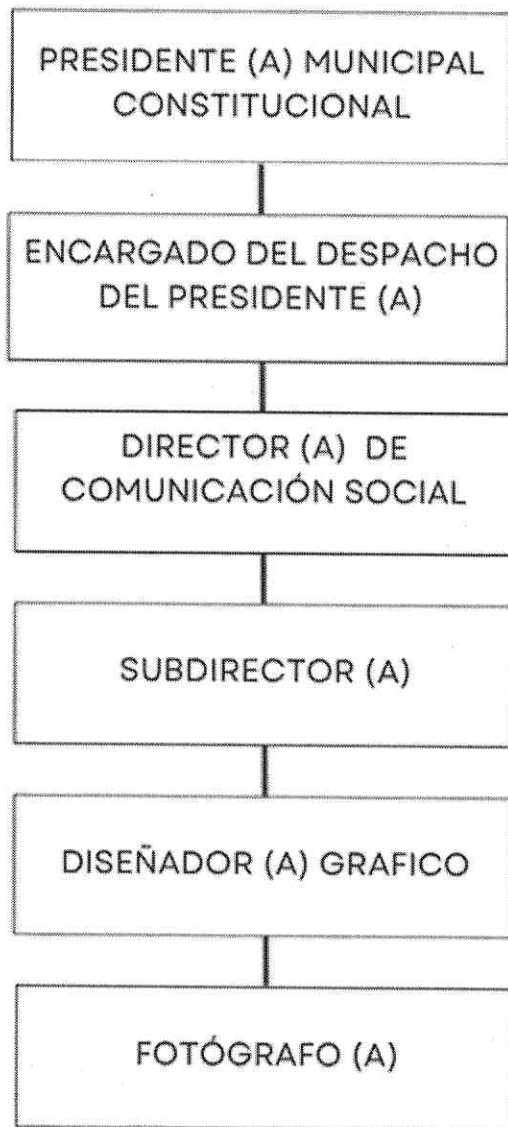 PRESIDENTE (A) MUNICIPAL
CONSTITUCIONAL
ENCARGADO DEL DESPACHO
DEL PRESIDENTE (A)
DIRECTOR (A) DE
COMUNICACIÓN SOCIAL
SUBDIRECTOR (A)
DISEÑADOR (A) GRAFICO
FOTÓGRAFO (A)